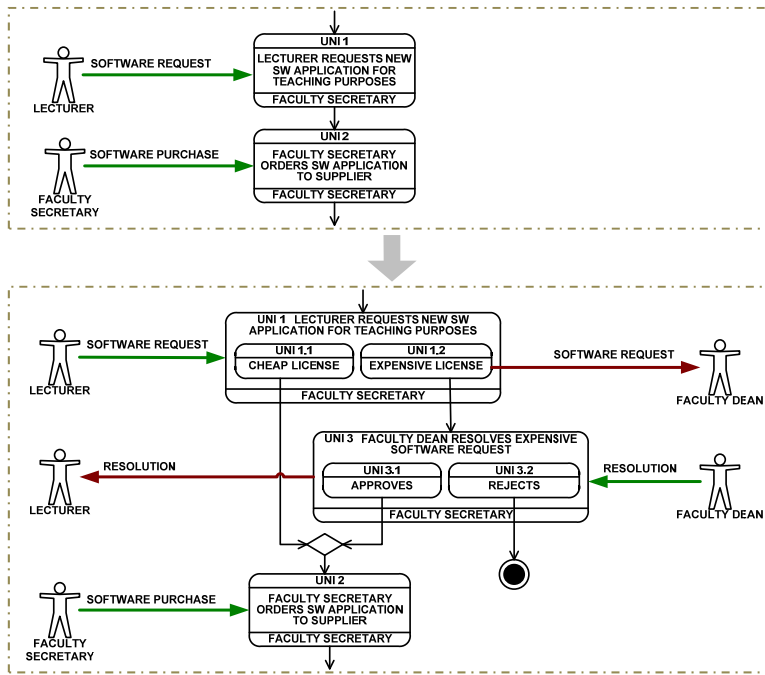 UNI 1
LECTURER REQUESTS NEW
SW APPLICATION FOR
TEACHING PURPOSES
FACULTY SECRETARY
SOFTWARE REQUEST
LECTURER
UNI 2
FACULTY SECRETARY
ORDERS SW APPLICATION
TO SUPPLIER
FACULTY SECRETARY
SOFTWARE PURCHASE
FACULTY
SECRETARY
UNI 1 LECTURER REQUESTS NEW SW
APPLICATION FOR TEACHING PURPOSES
UNI 1.1
CHEAP LICENSE
UNI 1.2
EXPENSIVE LICENSE
FACULTY SECRETARY
SOFTWARE REQUEST
LECTURER
SOFTWARE REQUEST
FACULTY DEAN
UNI 3 FACULTY DEAN RESOLVES EXPENSIVE
SOFTWARE REQUEST
UNI 3.1
APPROVES
UNI 3.2
REJECTS
FACULTY SECRETARY
RESOLUTION
LECTURER
RESOLUTION
FACULTY DEAN
UNI 2
FACULTY SECRETARY
ORDERS SW APPLICATION
TO SUPPLIER
FACULTY SECRETARY
SOFTWARE PURCHASE
FACULTY
SECRETARY